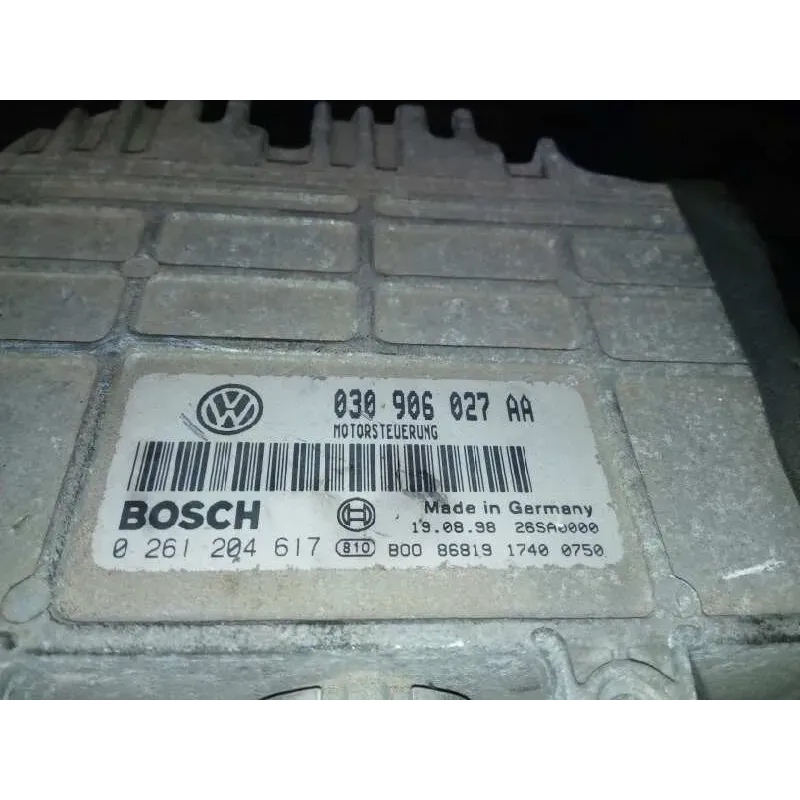 030 906 027 AA
MOTORSTEUERUNG
BOSCH
Made in Germany
19.08.98 26SA0000
0 261 204 617 810 B00 86819 1740 0750